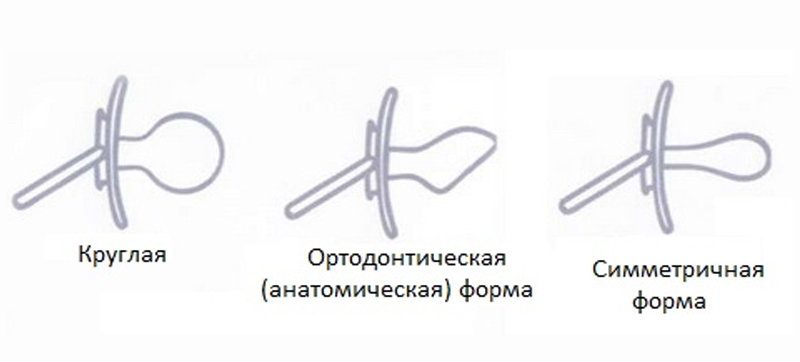 Круглая
Ортодонтическая
(анатомическая) форма
Симметричная
форма